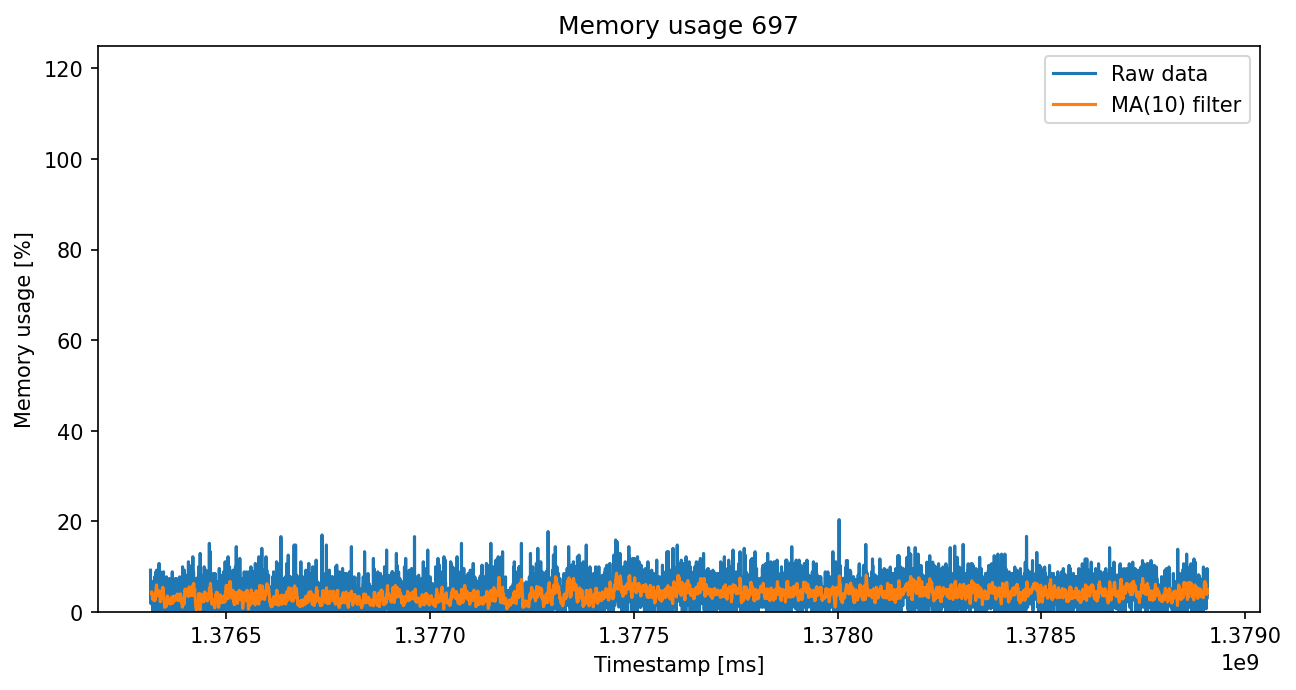 Memory usage 697
Raw data
MA(10) filter
Memory usage [%]
120
100
80
60
40
20
0
1.3765 1.3770 1.3775 1.3780 1.3785 1.3790
1e9
Timestamp [ms]